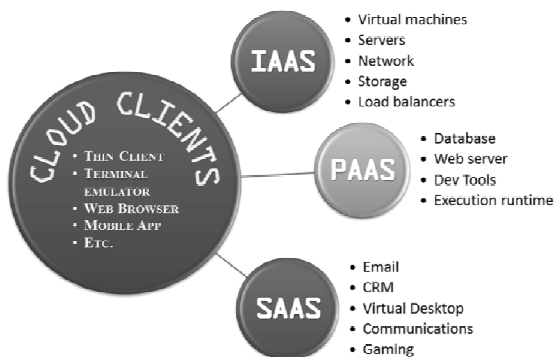 CLOUD CLIENTS
• THIN CLIENT
• TERMINAL
EMULATOR
• WEB BROWSER
• MOBILE APP
• ETC.
IAAS
• Virtual machines
• Servers
• Network
• Storage
• Load balancers
PAAS
• Database
• Web server
• Dev Tools
• Execution runtime
SAAS
• Email
• CRM
• Virtual Desktop
• Communications
• Gaming